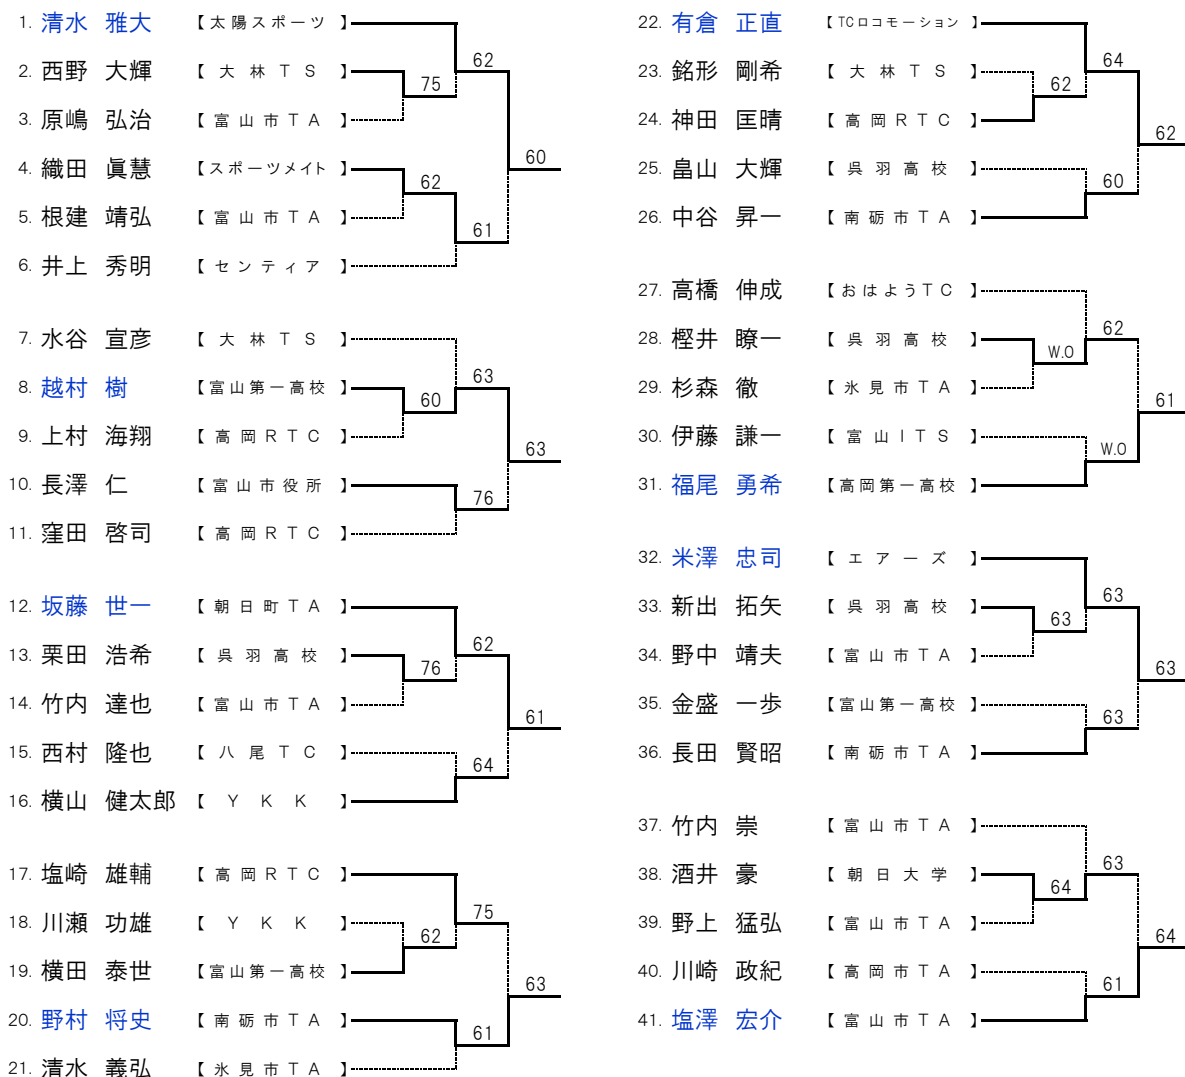 1. 清水 雅大 【太陽スポーツ】
62
2. 西野 大輝 【大林TS】
75
3. 原嶋 弘治 【富山市TA】
60
4. 織田 眞慧 【スポーツメイト】
62
5. 根建 靖弘 【富山市TA】
61
6. 井上 秀明 【センティア】
7. 水谷 宣彦 【大林TS】
63
8. 越村 樹 【富山第一高校】
60
9. 上村 海翔 【高岡RTC】
63
10. 長澤 仁 【富山市役所】
76
11. 窪田 啓司 【高岡RTC】
12. 坂藤 世一 【朝日町TA】
62
13. 栗田 浩希 【呉羽高校】
76
14. 竹内 達也 【富山市TA】
61
15. 西村 隆也 【八尾TC】
64
16. 横山 健太郎 【YKK】
17. 塩崎 雄輔 【高岡RTC】
75
18. 川瀬 功雄 【YKK】
62
19. 横田 泰世 【富山第一高校】
63
20. 野村 将史 【南砺市TA】
61
21. 清水 義弘 【氷見市TA】
22. 有倉 正直 【TCロコモーション】
64
23. 銘形 剛希 【大林TS】
62
24. 神田 匡晴 【高岡RTC】
62
25. 畠山 大輝 【呉羽高校】
60
26. 中谷 昇一 【南砺市TA】
27. 高橋 伸成 【おはようTC】
62
28. 樫井 瞭一 【呉羽高校】
W.O
29. 杉森 徹 【氷見市TA】
61
30. 伊藤 謙一 【富山ITS】
W.O
31. 福尾 勇希 【高岡第一高校】
32. 米澤 忠司 【エアーズ】
63
33. 新出 拓矢 【呉羽高校】
63
34. 野中 靖夫 【富山市TA】
63
35. 金盛 一歩 【富山第一高校】
63
36. 長田 賢昭 【南砺市TA】
37. 竹内 崇 【富山市TA】
63
38. 酒井 豪 【朝日大学】
64
39. 野上 猛弘 【富山市TA】
64
40. 川崎 政紀 【高岡市TA】
61
41. 塩澤 宏介 【富山市TA】